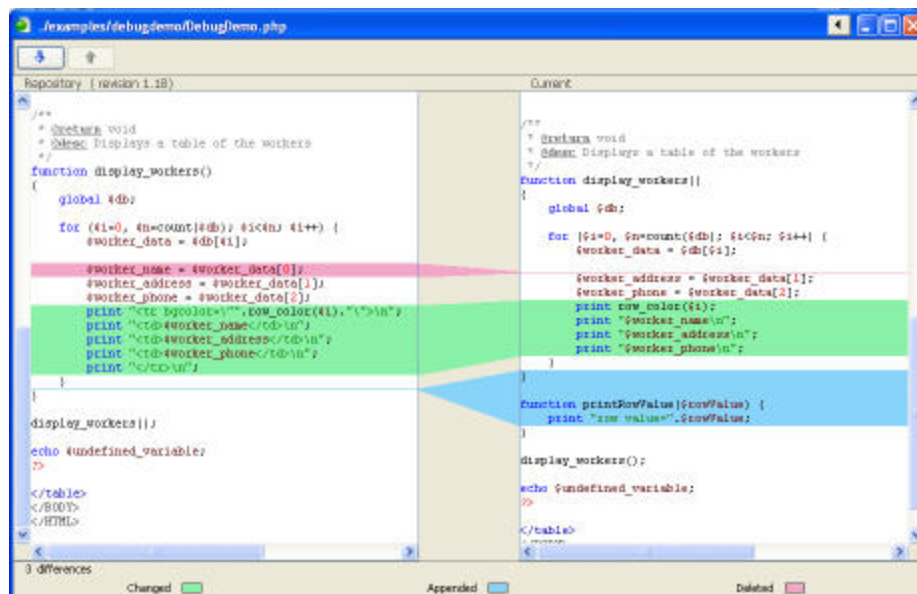 ./examples/debugdemo/DebugDemo.php
Repository ( revision 1.18)
/**
* @return void
* @desc Displays a table of the workers
*/
function display_workers()
{
global $db;
for ($i=0, $n=count($db); $i<$n; $i++) {
$worker_data = $db[$i];
$worker_name = $worker_data[0];
$worker_address = $worker_data[1];
$worker_phone = $worker_data[2];
print "<tr bgcolor=\"".row_color($i)."\">\n";
print "<td>$worker_name</td>\n";
print "<td>$worker_address</td>\n";
print "<td>$worker_phone</td>\n";
print "</tr>\n";
}
}
display_workers();
echo $undefined_variable;
?>
</table>
</BODY>
</HTML>
Current
/**
* @return void
* @desc Displays a table of the workers
*/
function display_workers()
{
global $db;
for ($i=0, $n=count($db); $i<$n; $i++) {
$worker_data = $db[$i];
$worker_address = $worker_data[1];
$worker_phone = $worker_data[2];
print row_color($i);
print "$worker_name\n";
print "$worker_address\n";
print "$worker_phone\n";
}
}
function printRowValue($rowValue) {
print "row value=".$rowValue;
}
display_workers();
echo $undefined_variable;
?>
</table>
3 differences
Changed
Appended
Deleted